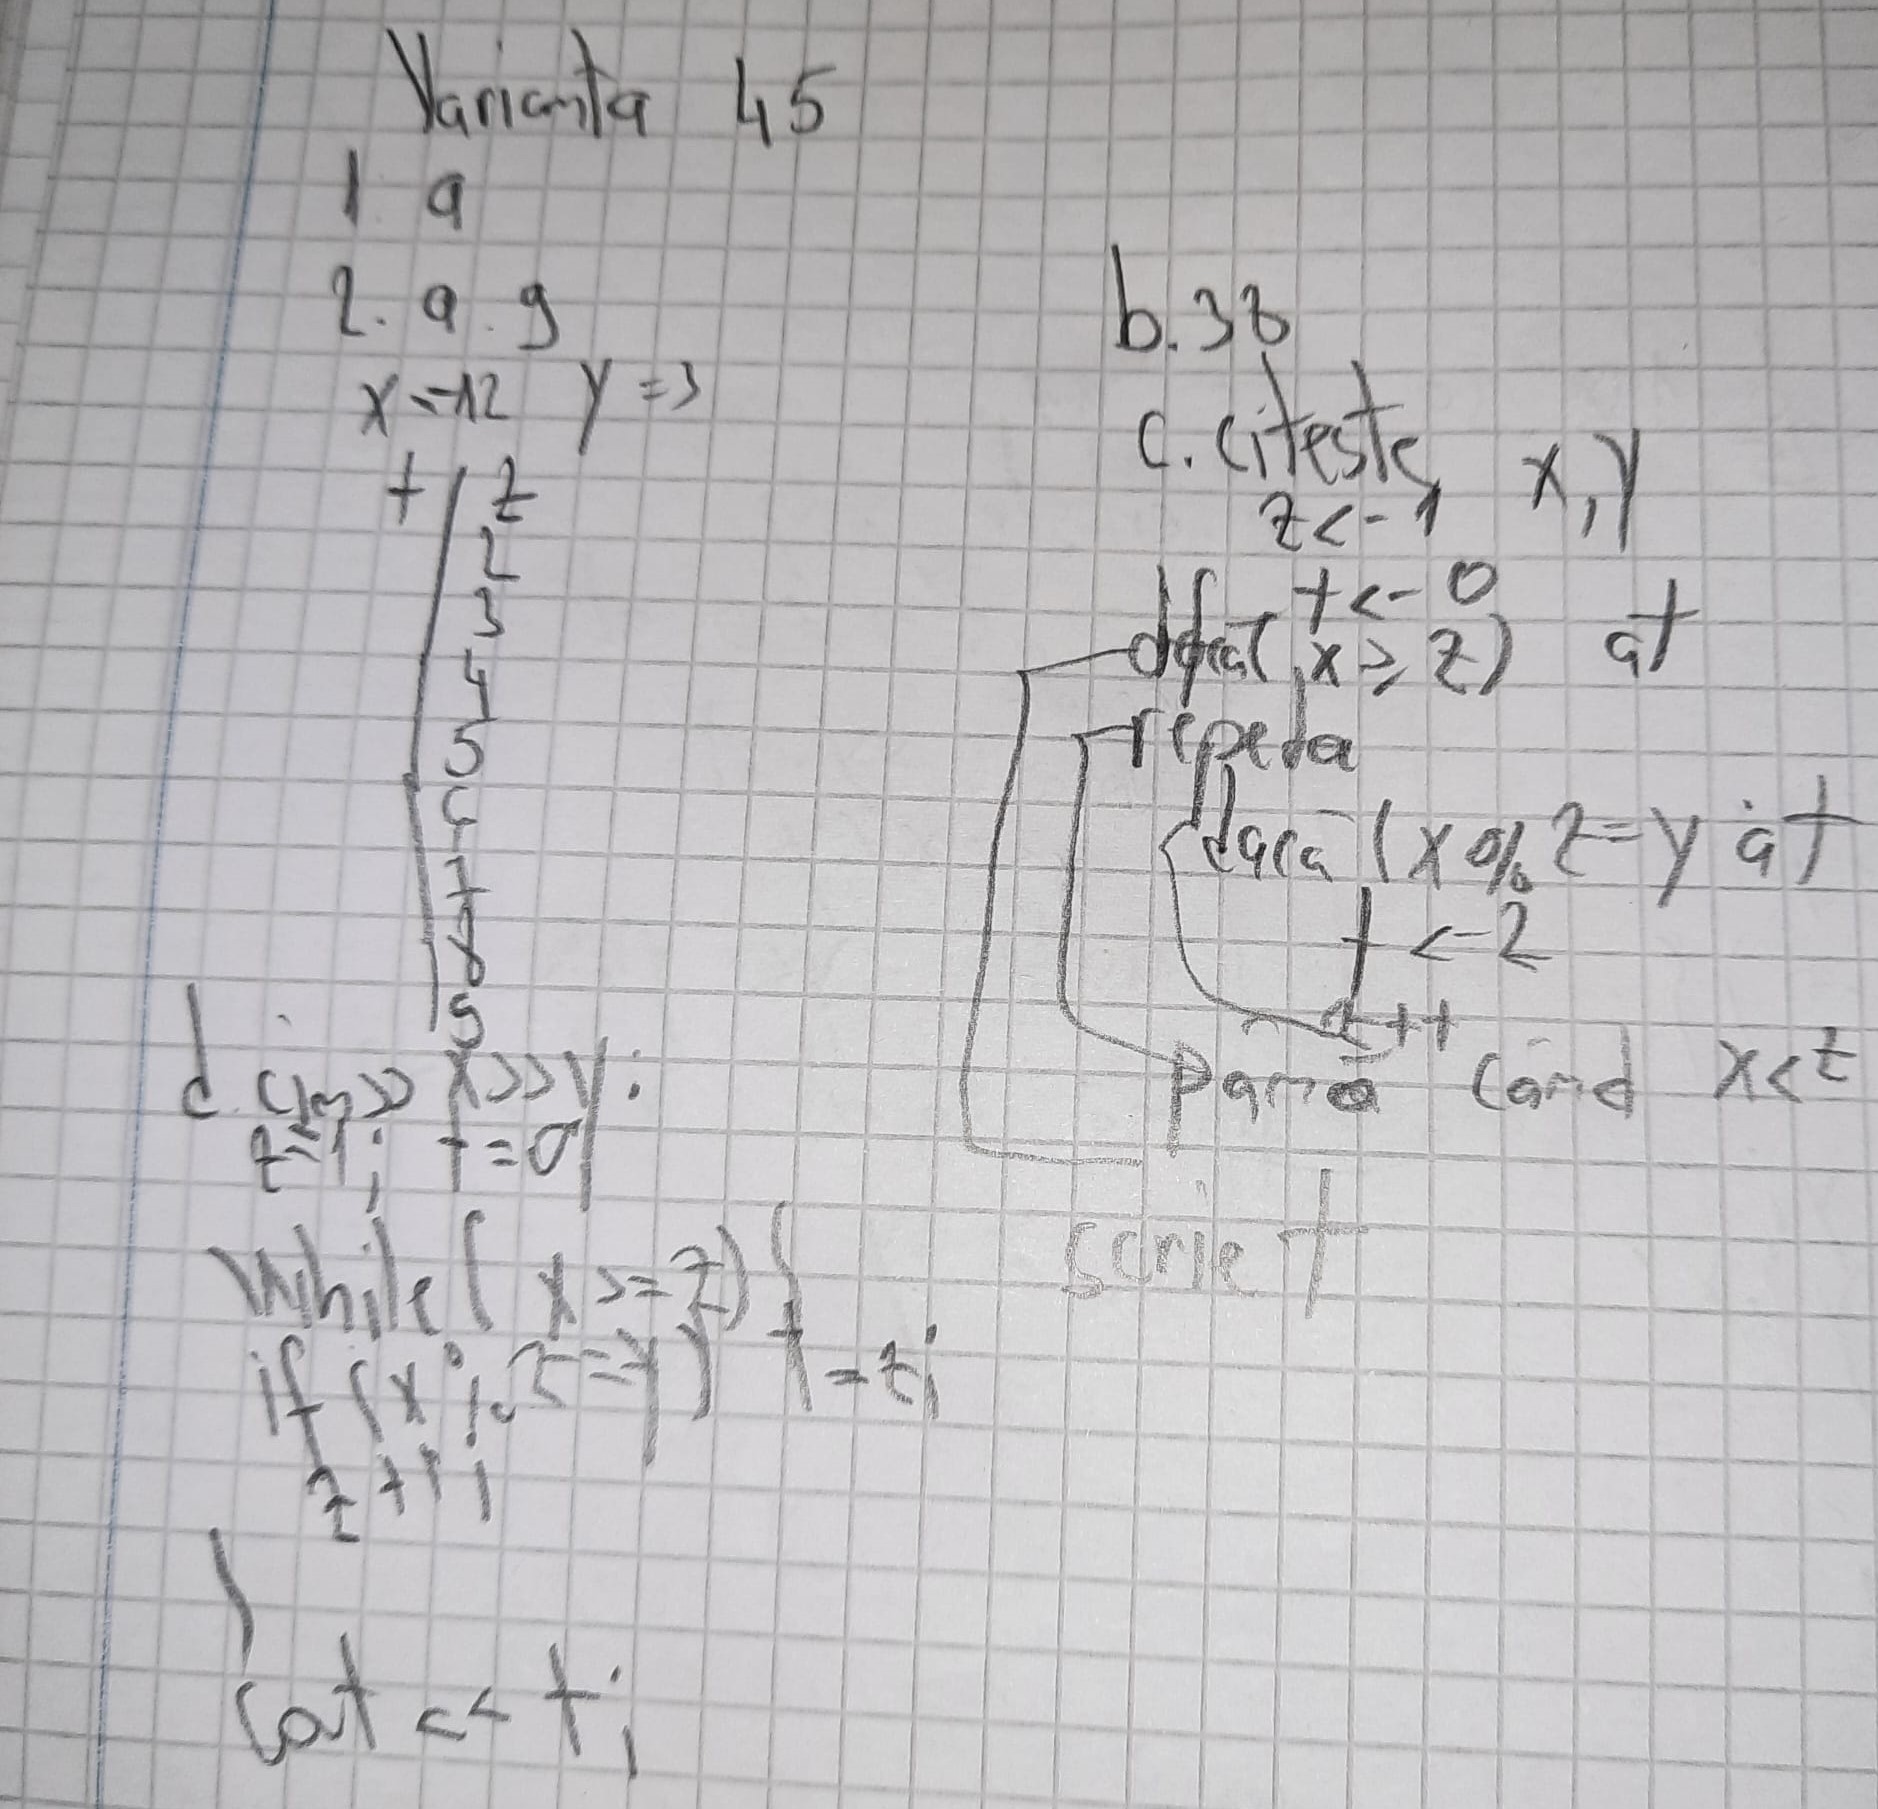 Varianta 45
1 a
2. a. 9
x=12 y=3
t | z
2
3
4
5
6
7
8
9
b. 38
c. citeste x,y
z<-1
t<-0
daca( x≥z) at
repeta
daca (x%z=y at
t<-2
z++
pana cand x<z
scrie t
d. cin>>x>>y;
z=1; t=0;
while( x>=z){
if (x%z==y) t=z;
z++;
}
cout << t;